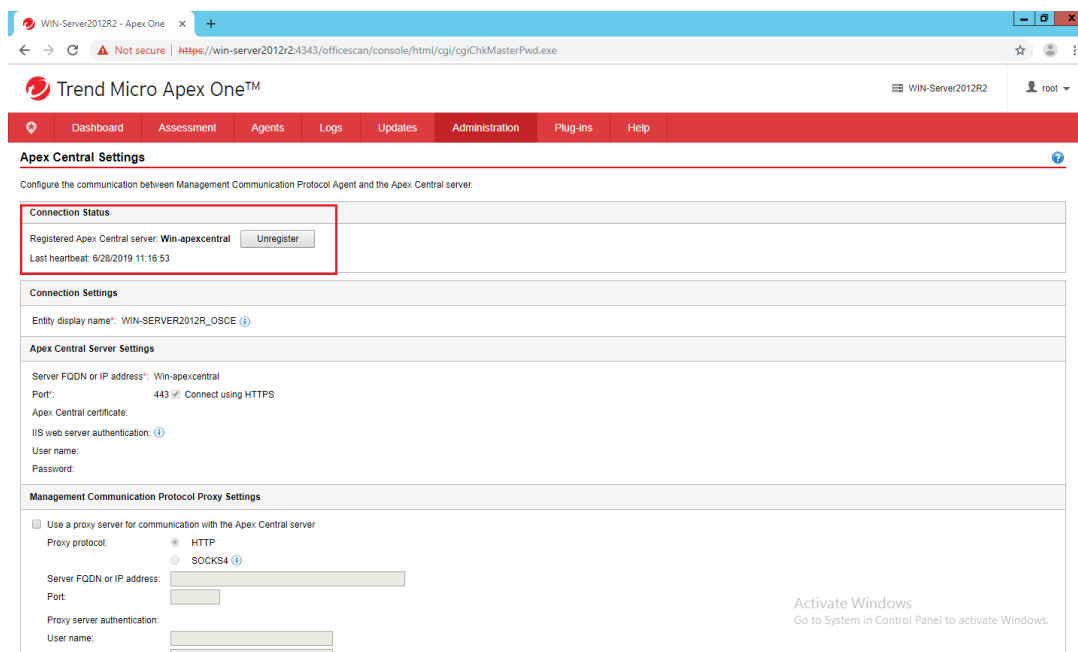 WIN-Server2012R2 - Apex One
Not secure | https://win-server2012r2:4343/officescan/console/html/cgi/cgiChkMasterPwd.exe
Trend Micro Apex One™
WIN-Server2012R2
root
Dashboard Assessment Agents Logs Updates Administration Plug-ins Help
Apex Central Settings
Configure the communication between Management Communication Protocol Agent and the Apex Central server.
Connection Status
Registered Apex Central server: Win-apexcentral Unregister
Last heartbeat: 6/28/2019 11:16:53
Connection Settings
Entity display name*: WIN-SERVER2012R_OSCE
Apex Central Server Settings
Server FQDN or IP address*: Win-apexcentral
Port*: 443 Connect using HTTPS
Apex Central certificate:
IIS web server authentication:
User name:
Password:
Management Communication Protocol Proxy Settings
Use a proxy server for communication with the Apex Central server
Proxy protocol: HTTP
SOCKS4
Server FQDN or IP address:
Port:
Proxy server authentication:
User name:
Activate Windows
Go to System in Control Panel to activate Windows.